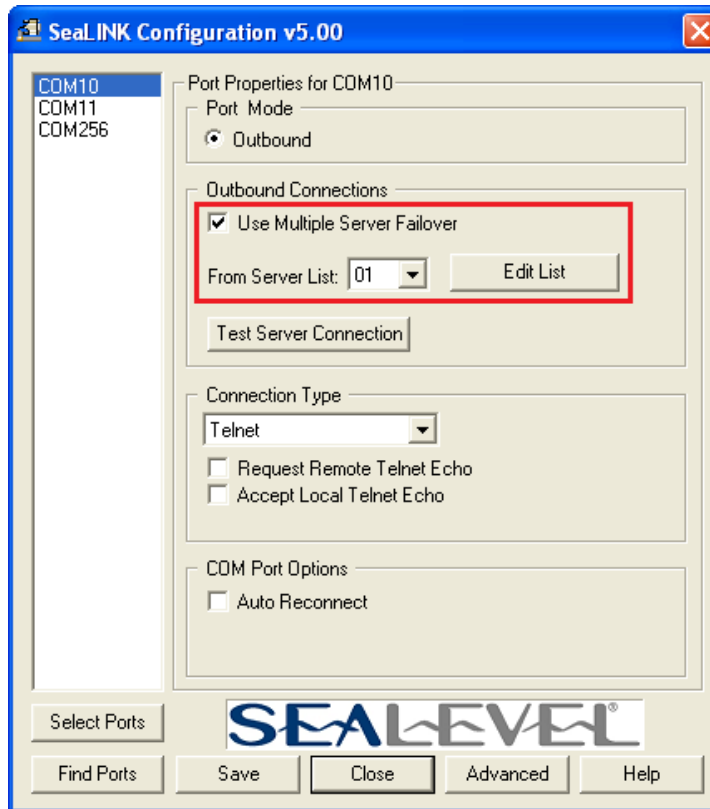 SeaLINK Configuration v5.00
COM10
COM11
COM256
Port Properties for COM10
Port Mode
Outbound
Outbound Connections
Use Multiple Server Failover
From Server List: 01
Edit List
Test Server Connection
Connection Type
Telnet
Request Remote Telnet Echo
Accept Local Telnet Echo
COM Port Options
Auto Reconnect
Select Ports
SEALEVEL®
Find Ports
Save
Close
Advanced
Help